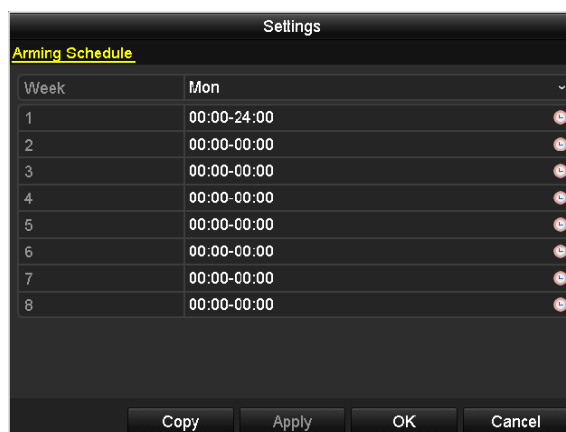 Settings
Arming Schedule
Week Mon
1 00:00-24:00
2 00:00-00:00
3 00:00-00:00
4 00:00-00:00
5 00:00-00:00
6 00:00-00:00
7 00:00-00:00
8 00:00-00:00
Copy Apply OK Cancel